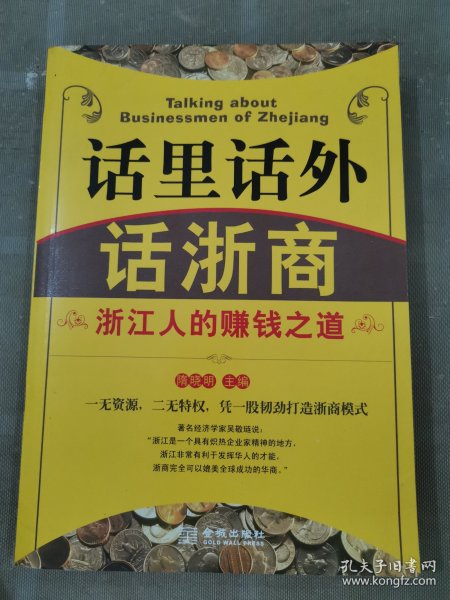 Talking about
Businessmen of Zhejiang
话里话外
话浙商
浙江人的赚钱之道
隋晓明 主编
一无资源，二无特权，凭一股韧劲打造浙商模式
著名经济学家吴敬琏说：
“浙江是一个具有炽热企业家精神的地方，
浙江非常有利于发挥华人的才能，
浙商完全可以媲美全球成功的华商。”
金城出版社
GOLD WALL PRESS
孔夫子旧书网
www.kongfz.com